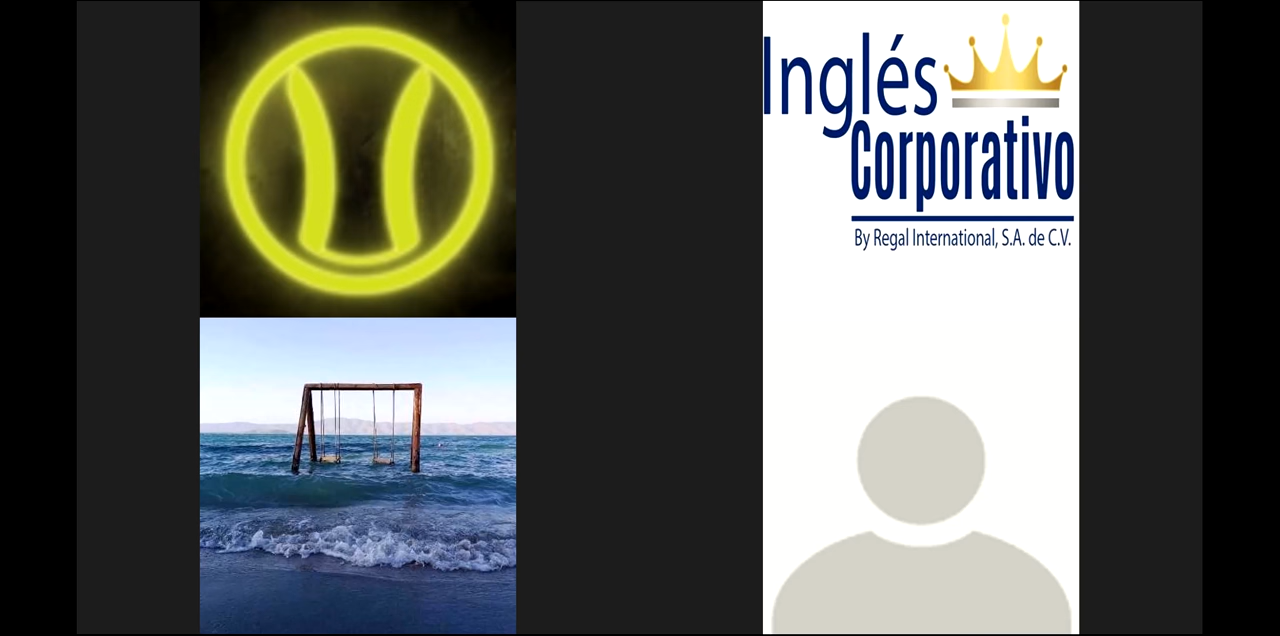 Inglés
Corporativo
By Regal International, S.A. de C.V.